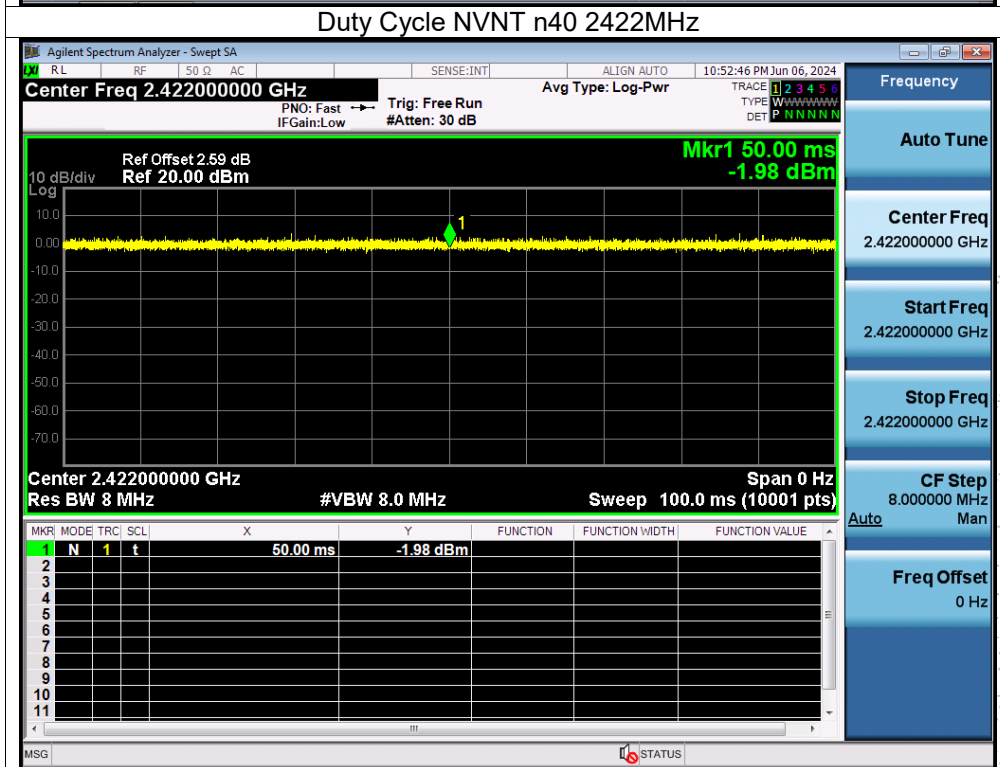 Duty Cycle NVNT n40 2422MHz
Agilent Spectrum Analyzer - Swept SA
LXI RL RF 50 Ω AC SENSE:INT ALIGN AUTO 10:52:46 PM Jun 06, 2024
Center Freq 2.422000000 GHz
PNO: Fast
IFGain:Low
Trig: Free Run
#Atten: 30 dB
Avg Type: Log-Pwr
TRACE 1 2 3 4 5 6
TYPE WWWWWW
DET P N N N N N
Frequency
Auto Tune
Center Freq
2.422000000 GHz
Start Freq
2.422000000 GHz
Stop Freq
2.422000000 GHz
CF Step
8.000000 MHz
Auto Man
Freq Offset
0 Hz
Mkr1 50.00 ms
-1.98 dBm
Ref Offset 2.59 dB
10 dB/div Ref 20.00 dBm
Log
10.0
1
0.00
-10.0
-20.0
-30.0
-40.0
-50.0
-60.0
-70.0
Center 2.422000000 GHz Span 0 Hz
Res BW 8 MHz #VBW 8.0 MHz Sweep 100.0 ms (10001 pts)
MKR MODE TRC SCL X Y FUNCTION FUNCTION WIDTH FUNCTION VALUE
1 N 1 t 50.00 ms -1.98 dBm
2
3
4
5
6
7
8
9
10
11
MSG STATUS